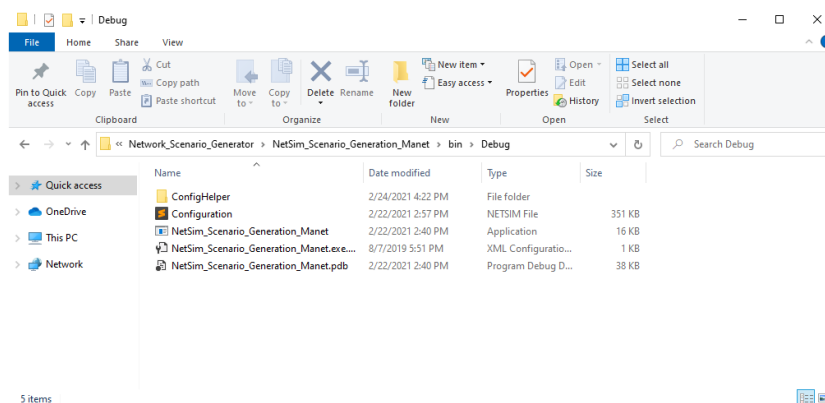 Debug
File Home Share View
Pin to Quick access
Copy
Paste
Cut
Copy path
Paste shortcut
Clipboard
Move to
Copy to
Delete
Rename
Organize
New folder
New item
Easy access
New
Properties
Open
Edit
History
Open
Select all
Select none
Invert selection
Select
« Network_Scenario_Generator > NetSim_Scenario_Generation_Manet > bin > Debug
Search Debug
Quick access
OneDrive
This PC
Network
Name Date modified Type Size
ConfigHelper 2/24/2021 4:22 PM File folder
Configuration 2/22/2021 2:57 PM NETSIM File 351 KB
NetSim_Scenario_Generation_Manet 2/22/2021 2:40 PM Application 16 KB
NetSim_Scenario_Generation_Manet.exe.... 8/7/2019 5:51 PM XML Configuratio... 1 KB
NetSim_Scenario_Generation_Manet.pdb 2/22/2021 2:40 PM Program Debug D... 38 KB
5 items